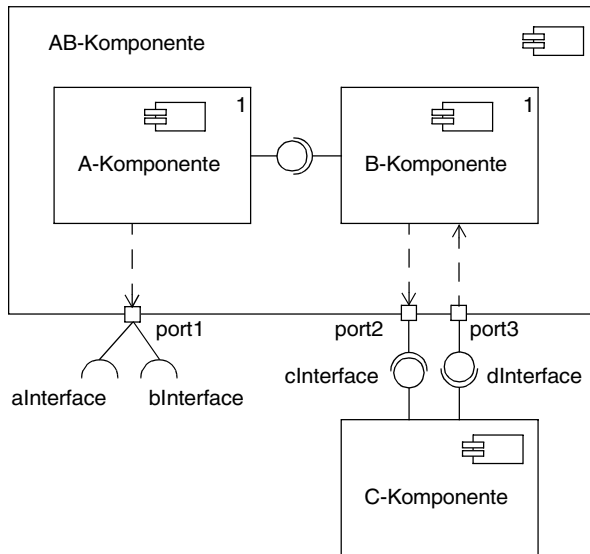 AB-Komponente
1
1
A-Komponente
B-Komponente
port1
port2
port3
aInterface
bInterface
cInterface
dInterface
C-Komponente